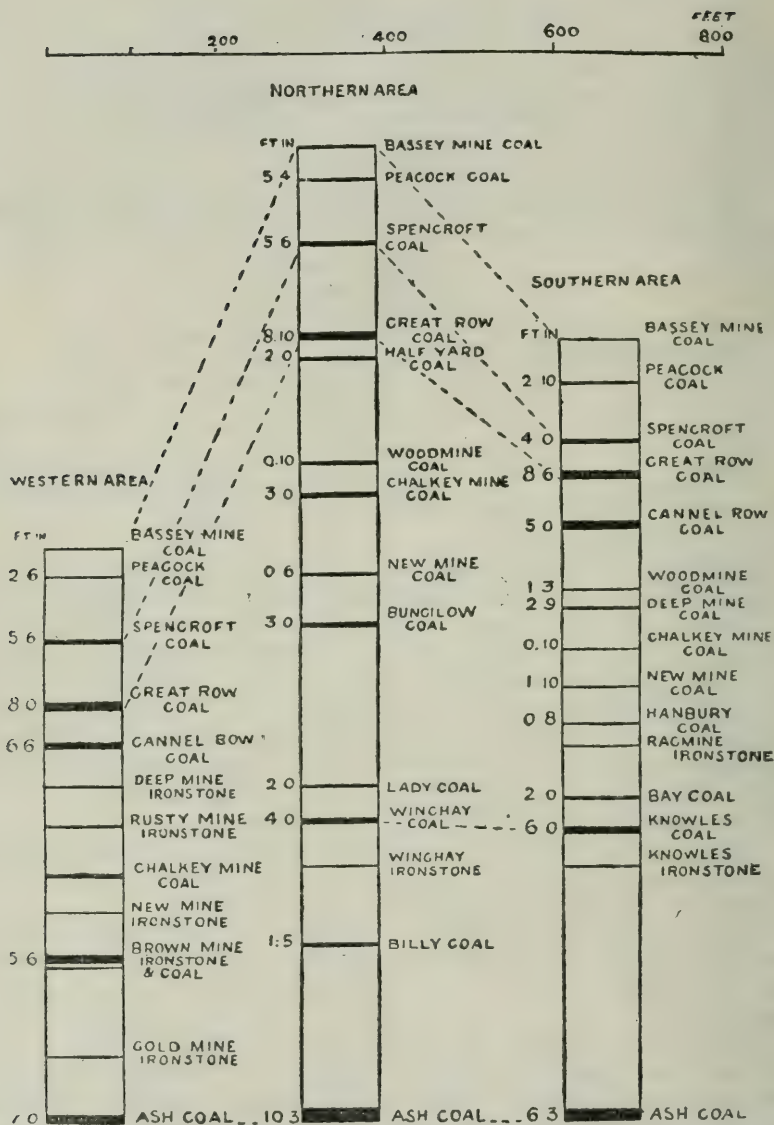 FEET
200 400 600 800
NORTHERN AREA
FT IN
BASSEY MINE COAL
5 4 PEACOCK COAL
5 6 SPENCROFT
COAL
8.10 GREAT ROW
COAL
2 0 HALF YARD
COAL
0.10 WOODMINE
COAL
3 0 CHALKEY MINE
COAL
0 6 NEW MINE
COAL
3 0 BUNGILOW
COAL
2 0 LADY COAL
4 0 WINCHAY
COAL
WINCHAY
IRONSTONE
1:5 BILLY COAL
10 3 ASH COAL
SOUTHERN AREA
FT IN
BASSEY MINE
COAL
2 10 PEACOCK
COAL
4 0 SPENCROFT
COAL
8 6 GREAT ROW
COAL
5 0 CANNEL ROW
COAL
1 3 WOODMINE
COAL
2 9 DEEP MINE
COAL
0.10 CHALKEY MINE
COAL
1 10 NEW MINE
COAL
0 8 HANBURY
COAL
RAGMINE
IRONSTONE
2 0 BAY COAL
6 0 KNOWLES
COAL
KNOWLES
IRONSTONE
6 3 ASH COAL
WESTERN AREA
FT IN
BASSEY MINE
COAL
2 6 PEACOCK
COAL
5 6 SPENCROFT
COAL
8 0 GREAT ROW
COAL
6 6 CANNEL ROW
COAL
DEEP MINE
IRONSTONE
RUSTY MINE
IRONSTONE
CHALKEY MINE
COAL
NEW MINE
IRONSTONE
5 6 BROWN MINE
IRONSTONE
& COAL
GOLD MINE
IRONSTONE
7 0 ASH COAL